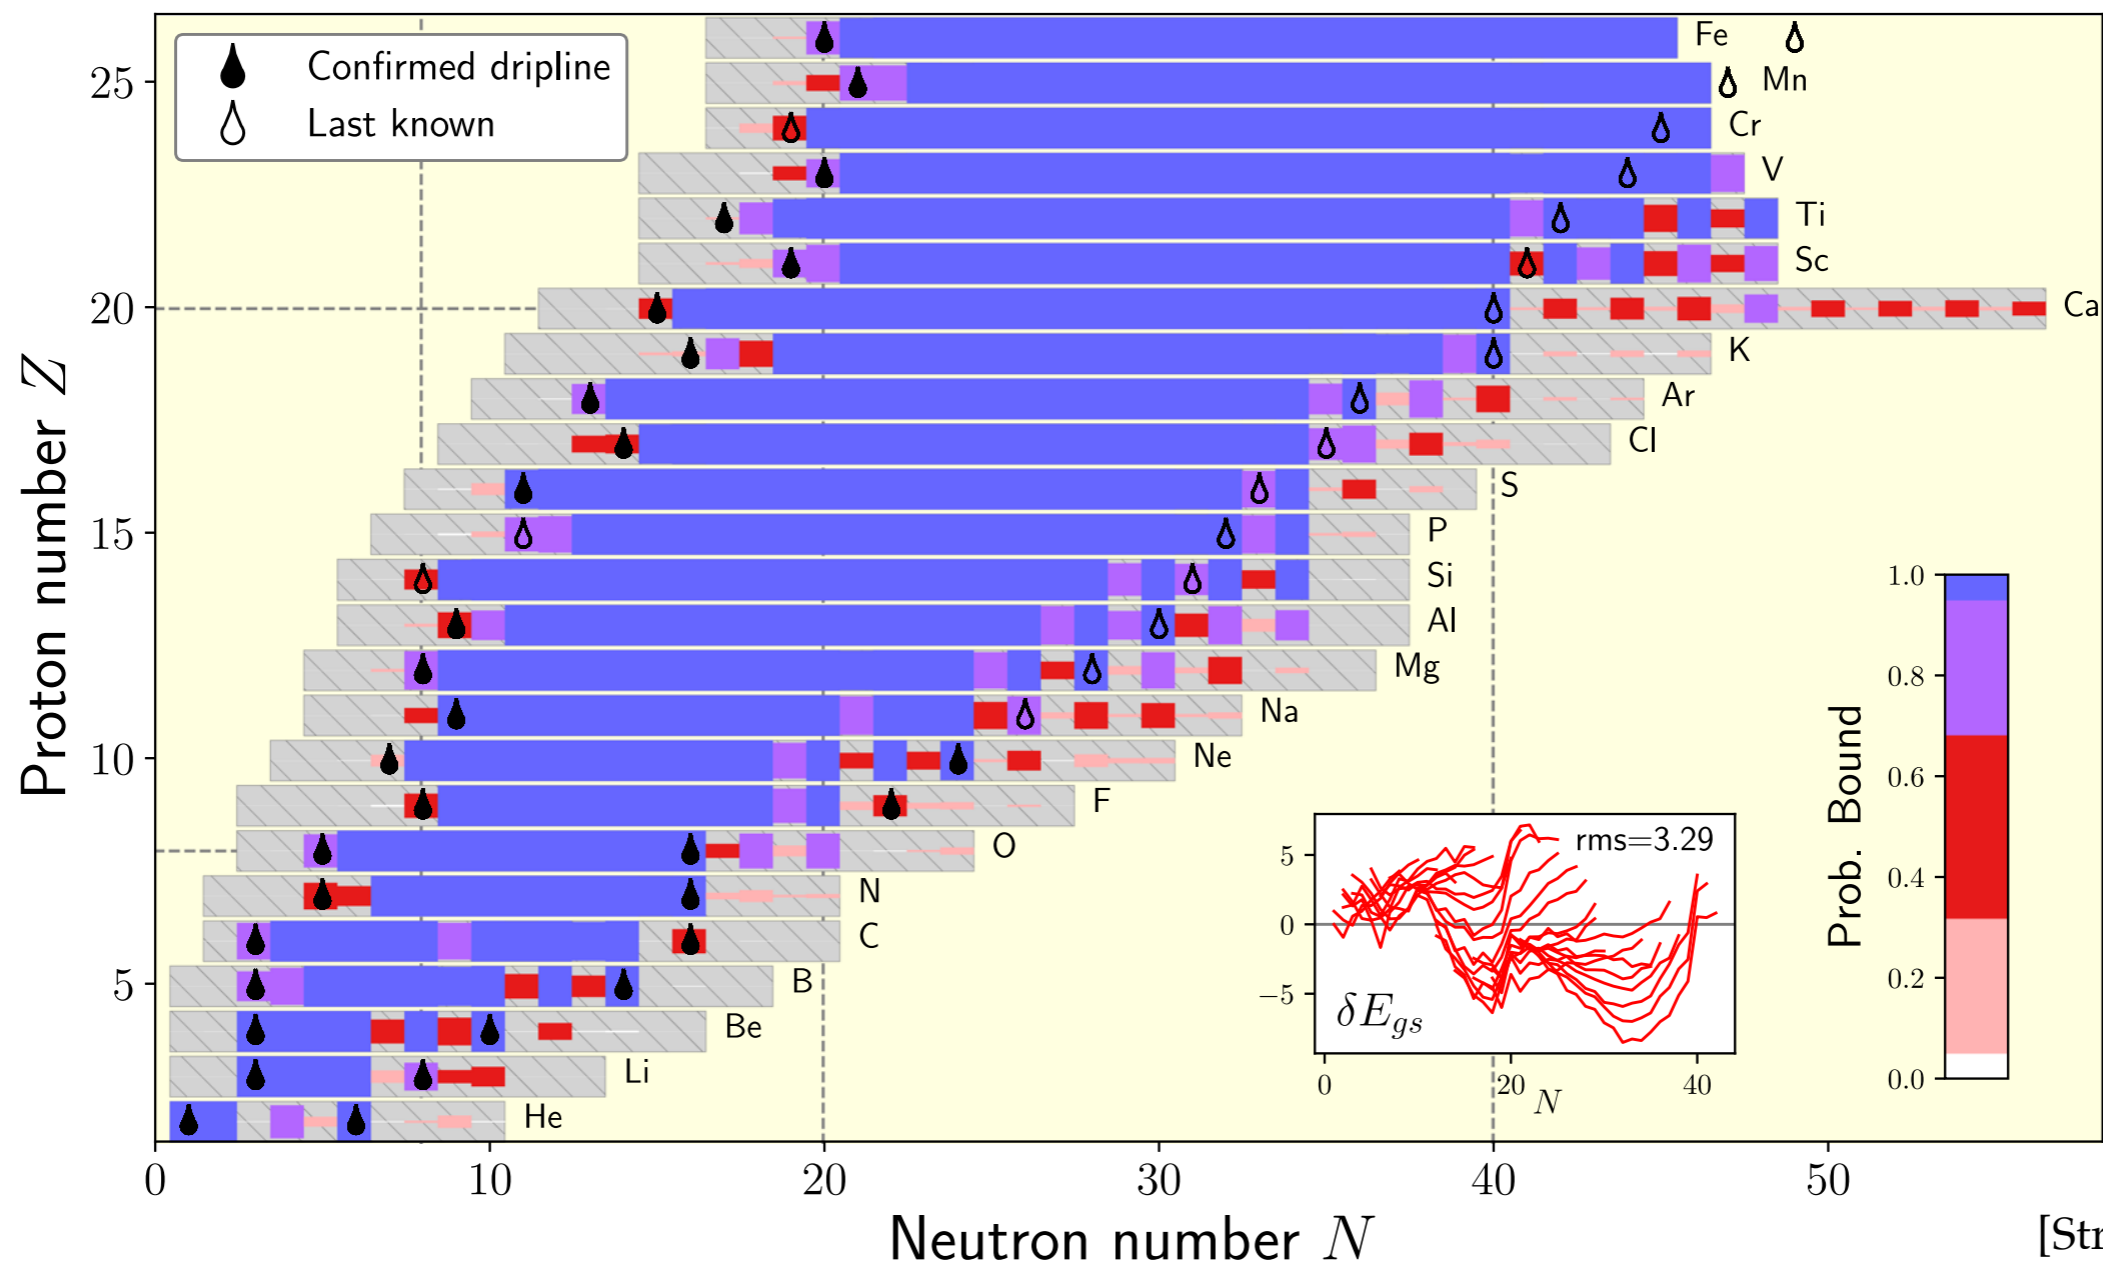 Confirmed dripline
Last known
Fe
Mn
Cr
V
Ti
Sc
Ca
K
Ar
Cl
S
P
Si
Al
Mg
Na
Ne
F
O
N
C
B
Be
Li
He
25
20
15
10
5
Proton number Z
0 10 20 30 40 50
Neutron number N
rms=3.29
5
0
−5
δE_gs
0 20 40
N
1.0
0.8
0.6
0.4
0.2
0.0
Prob. Bound
[Str